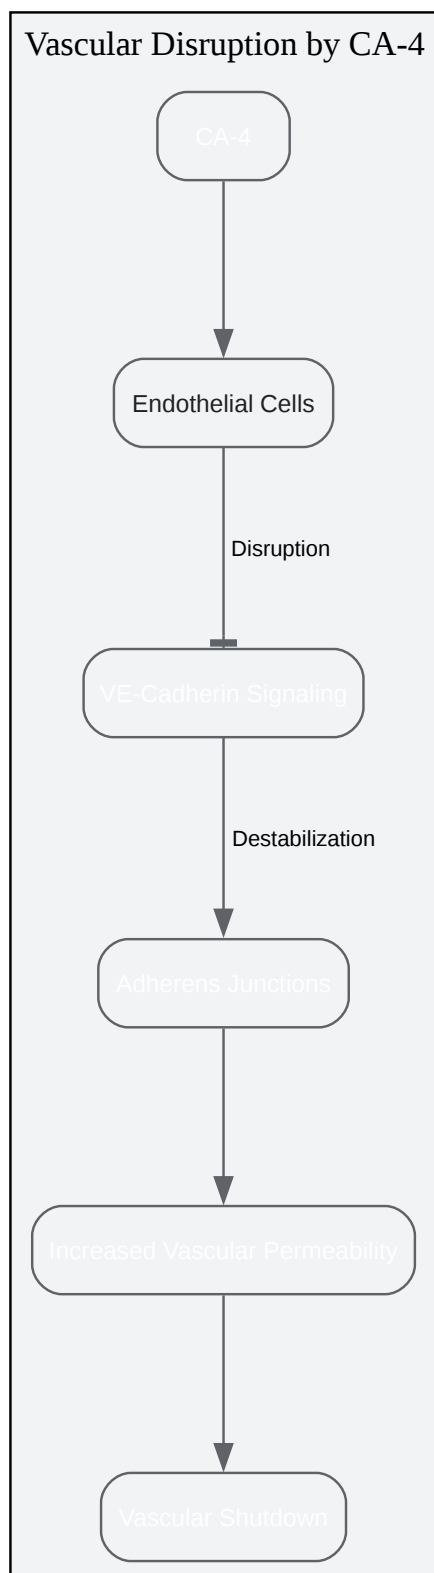 Vascular Disruption by CA-4
CA-4
Endothelial Cells
Disruption
VE-Cadherin Signaling
Destabilization
Adherens Junctions
Increased Vascular Permeability
Vascular Shutdown